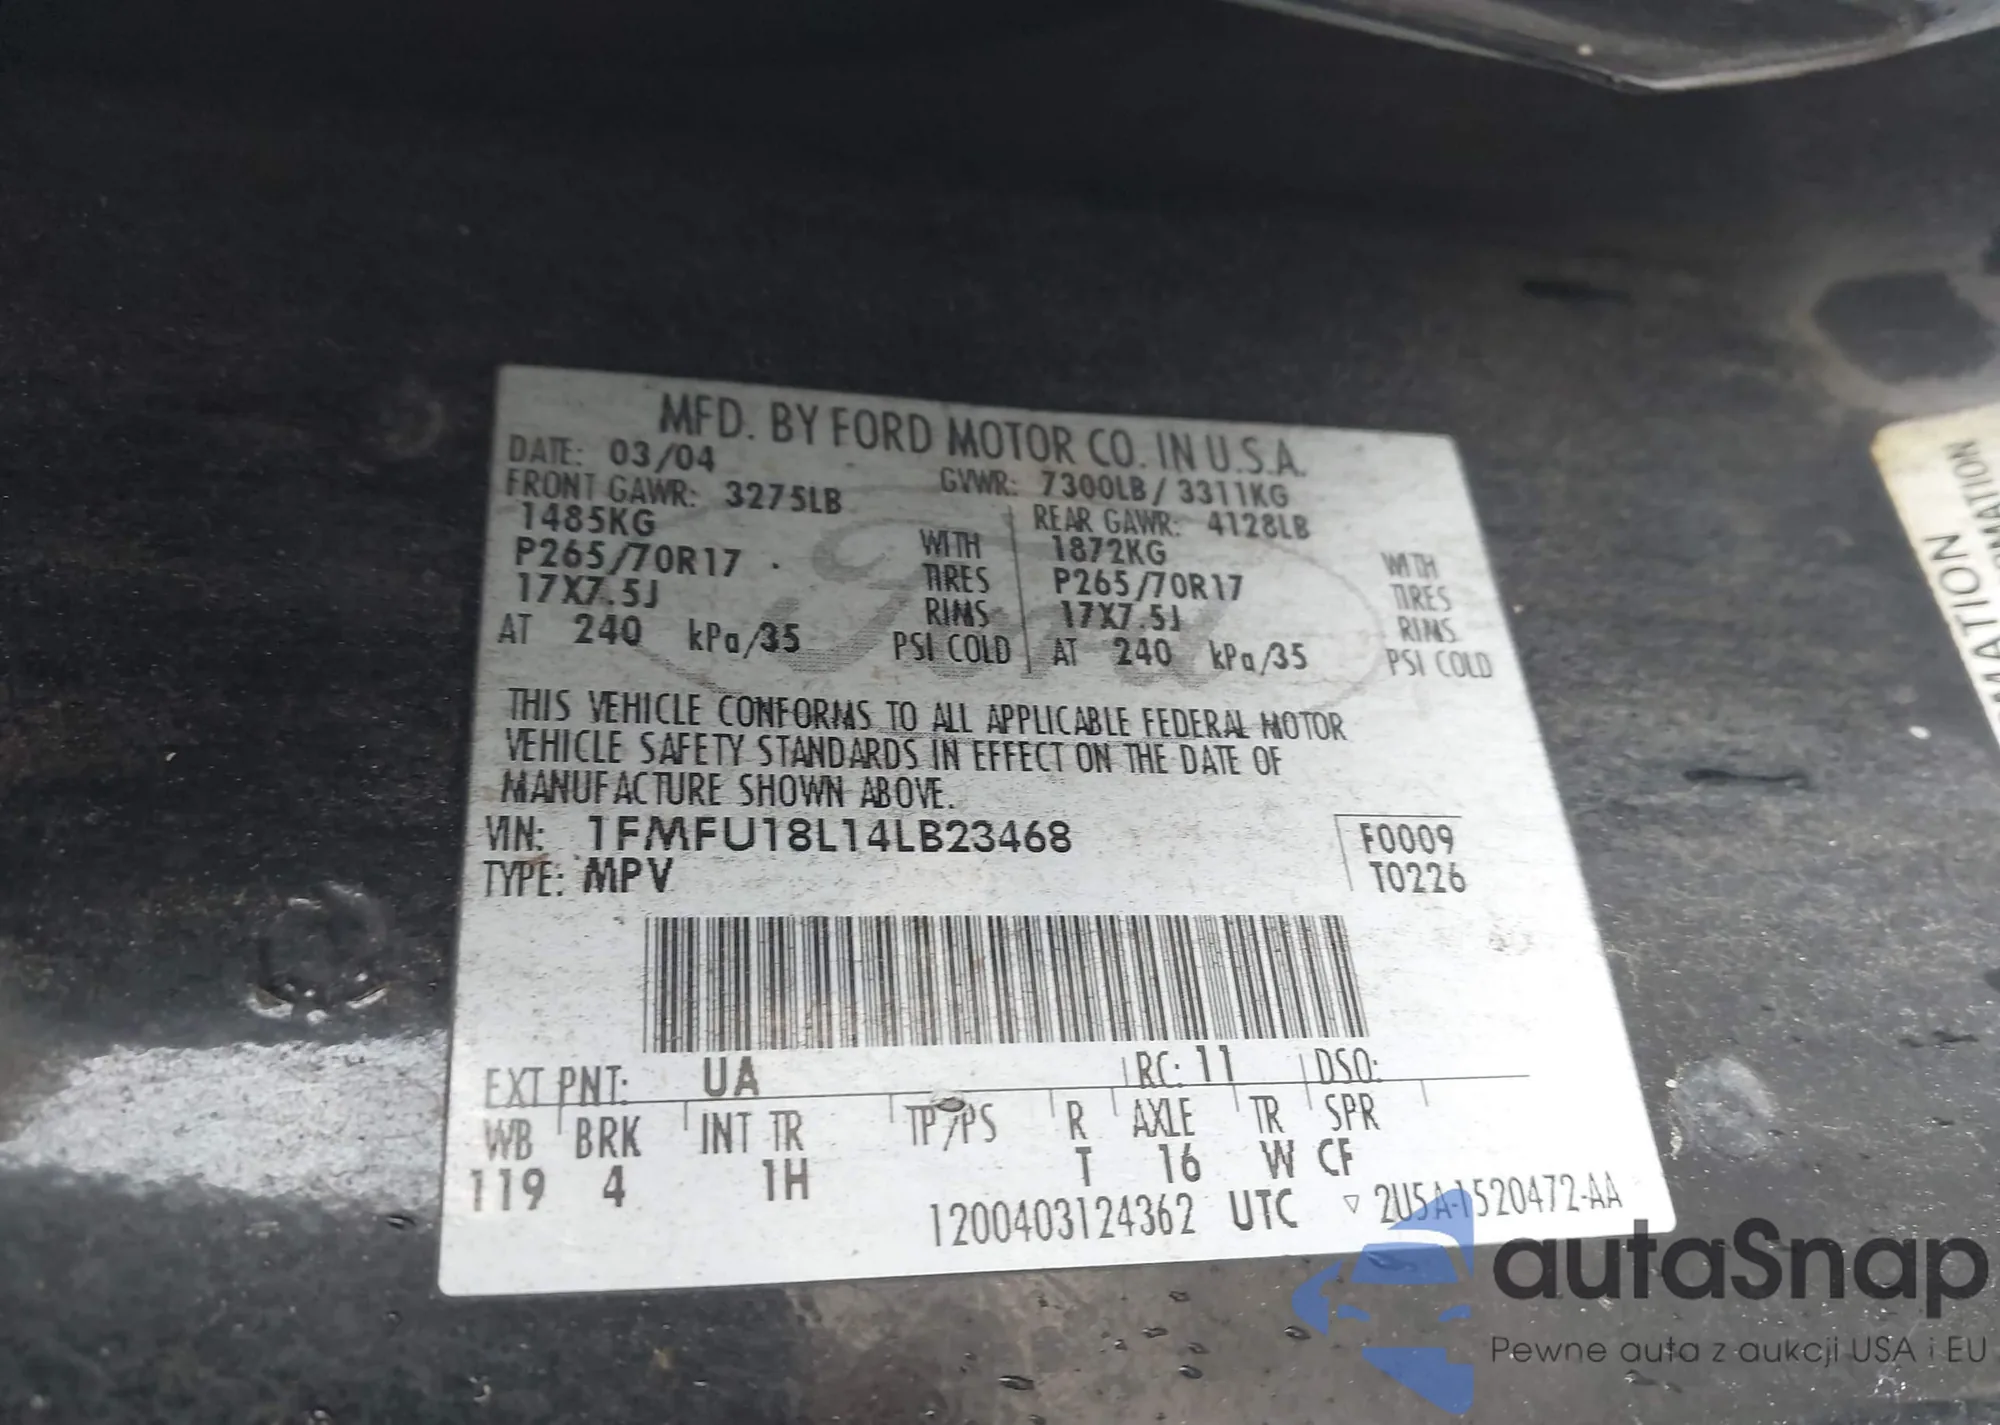 MFD. BY FORD MOTOR CO. IN U.S.A.
DATE: 03/04 GVWR: 7300LB / 3311KG
FRONT GAWR: 3275LB REAR GAWR: 4128LB
1485KG WITH 1872KG WITH
P265/70R17 TIRES P265/70R17 TIRES
17X7.5J RIMS 17X7.5J RIMS
AT 240 kPa/35 PSI COLD AT 240 kPa/35 PSI COLD
THIS VEHICLE CONFORMS TO ALL APPLICABLE FEDERAL MOTOR
VEHICLE SAFETY STANDARDS IN EFFECT ON THE DATE OF
MANUFACTURE SHOWN ABOVE.
VIN: 1FMFU18L14LB23468 F0009
TYPE: MPV T0226
EXT PNT: UA RC: 11 DSO:
WB BRK INT TR TP/PS R AXLE TR SPR
119 4 1H T 16 W CF
1200403124362 UTC ▽ 2U5A-1520472-AA
Ford
autaSnap
Pewne auta z aukcji USA i EU